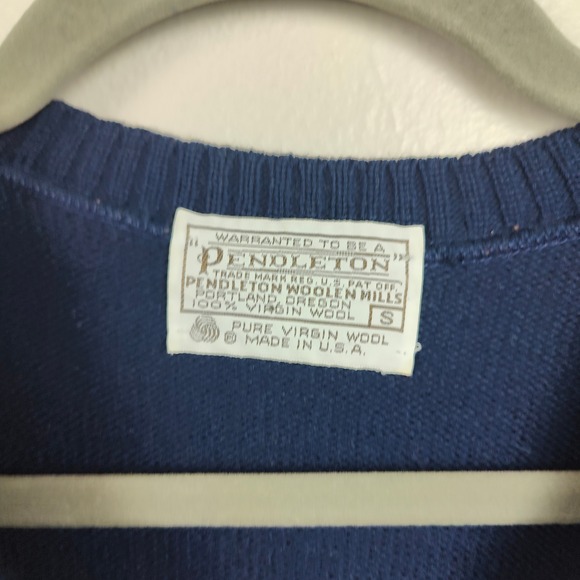 WARRANTED TO BE A
"PENDLETON"
TRADE MARK REG. U.S. PAT. OFF.
PENDLETON WOOLEN MILLS
PORTLAND, OREGON
100% VIRGIN WOOL S
PURE VIRGIN WOOL
® MADE IN U.S.A.